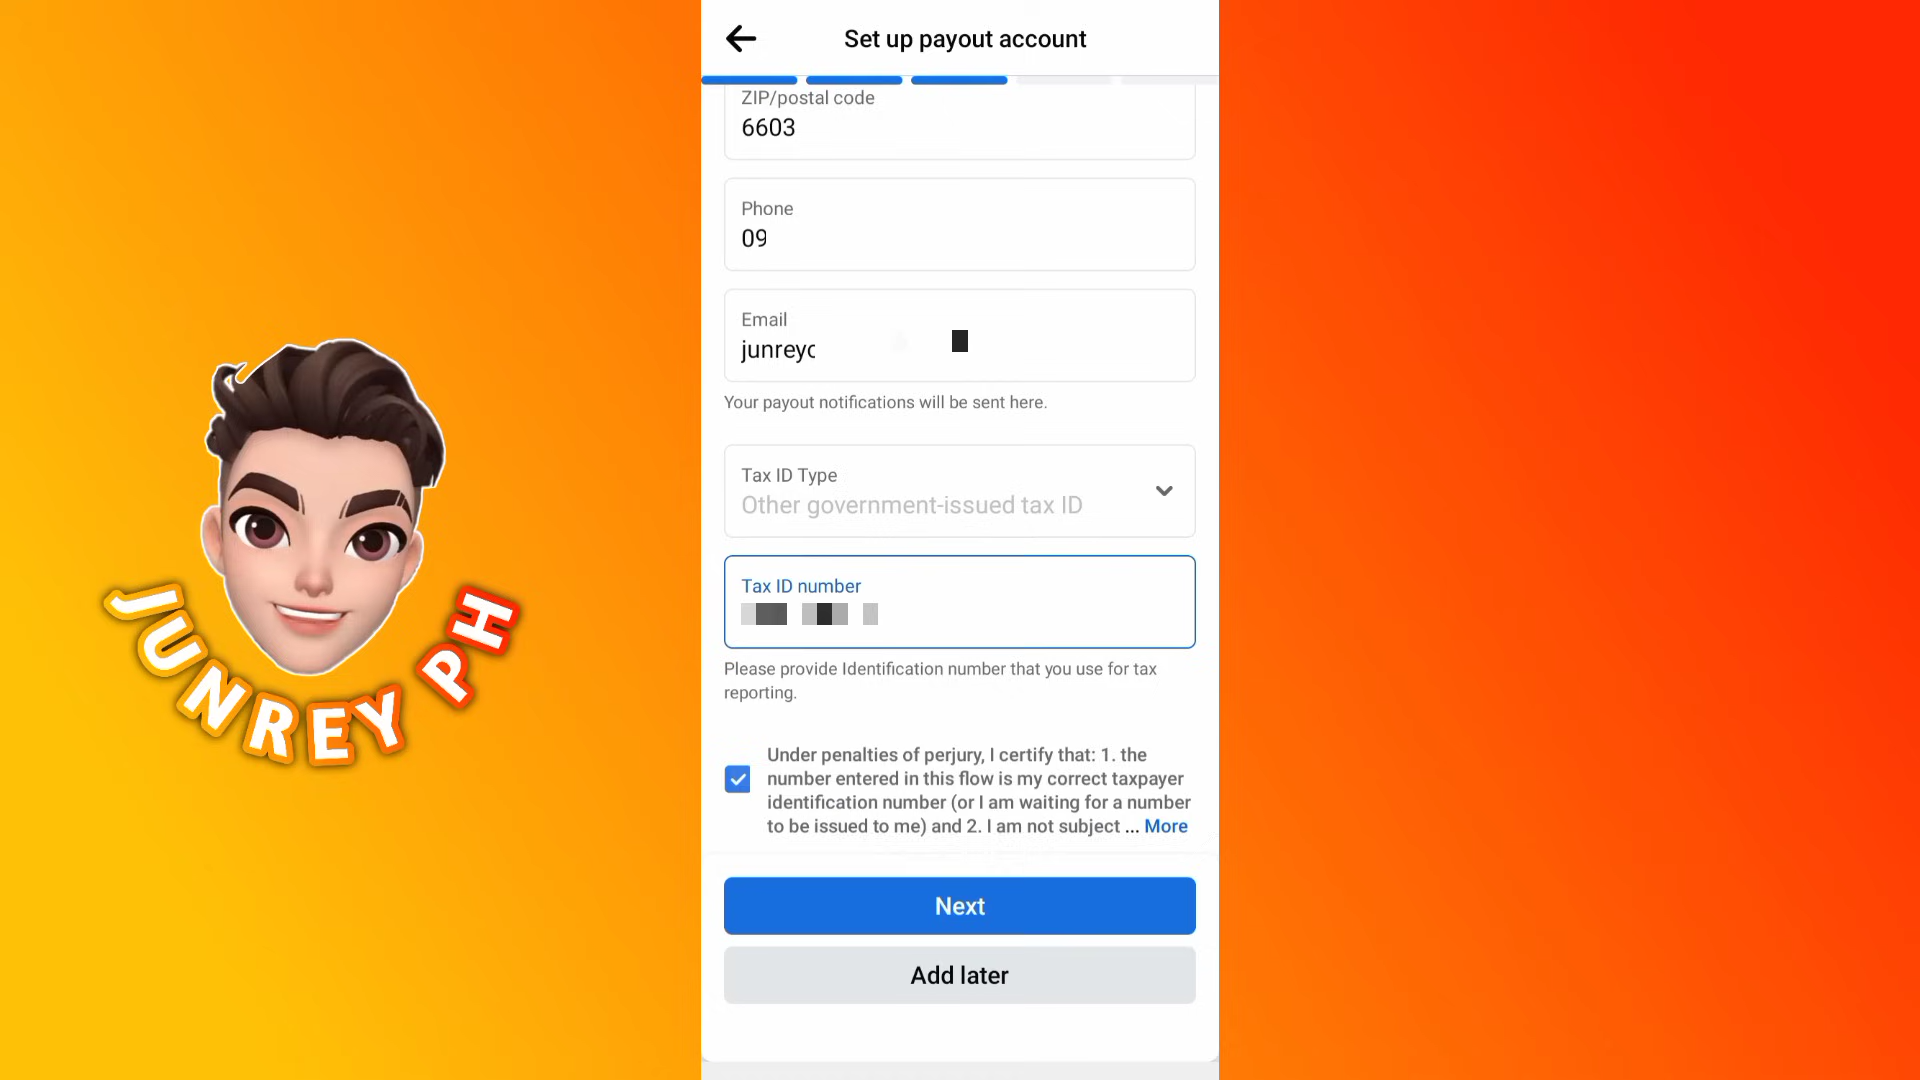 Set up payout account
ZIP/postal code
6603
Phone
09
Email
junreyc
Your payout notifications will be sent here.
Tax ID Type
Other government-issued tax ID
Tax ID number
Please provide Identification number that you use for tax
reporting.
Under penalties of perjury, I certify that: 1. the
number entered in this flow is my correct taxpayer
identification number (or I am waiting for a number
to be issued to me) and 2. I am not subject ... More
Next
Add later
JUNREY PH